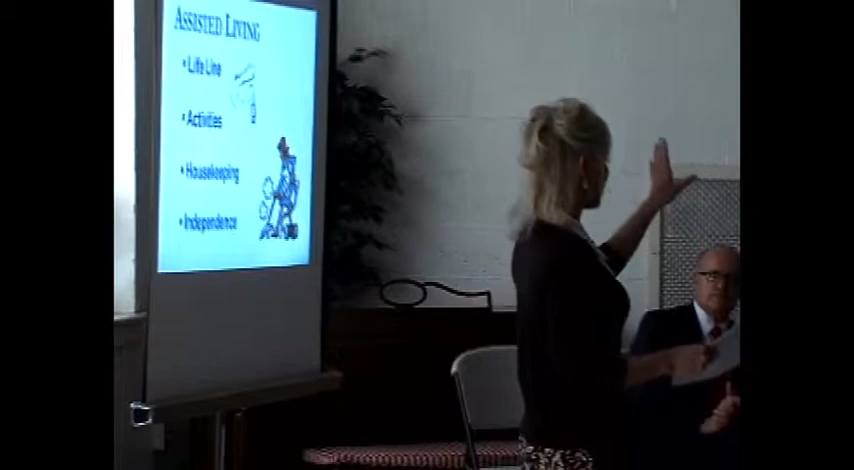 ASSISTED LIVING
• Life Line
• Activities
• Housekeeping
• Independence